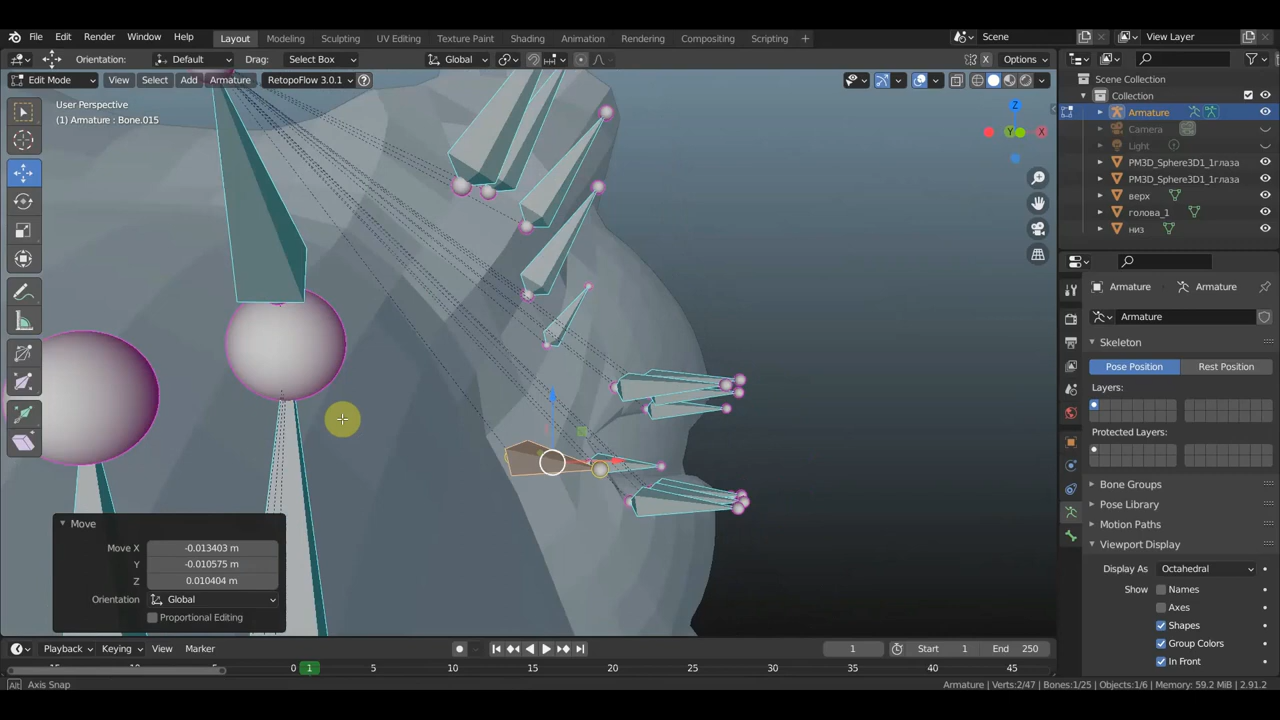 File Edit Render Window Help Layout Modeling Sculpting UV Editing Texture Paint Shading Animation Rendering Compositing Scripting + Scene View Layer
Orientation: Default Drag: Select Box Global Options
Edit Mode View Select Add Armature RetopoFlow 3.0.1
Scene Collection
User Perspective
Collection
(1) Armature : Bone.015
Armature
Camera
Light
PM3D_Sphere3D1_1глаза
PM3D_Sphere3D1_1глаза
верх
голова_1
низ
Armature Armature
Armature
Skeleton
Pose Position Rest Position
Layers:
Protected Layers:
Bone Groups
Pose Library
Motion Paths
Viewport Display
Display As Octahedral
Show Names
Axes
Shapes
Group Colors
In Front
Move
Move X -0.013403 m
Y -0.010575 m
Z 0.010404 m
Orientation Global
Proportional Editing
Playback Keying View Marker 1 Start 1 End 250
0 1 5 10 15 20 25 30 35 40 45
Alt Axis Snap Armature | Verts:2/47 | Bones:1/25 | Objects:1/6 | Memory: 59.2 MiB | 2.91.2
X
Y
Z